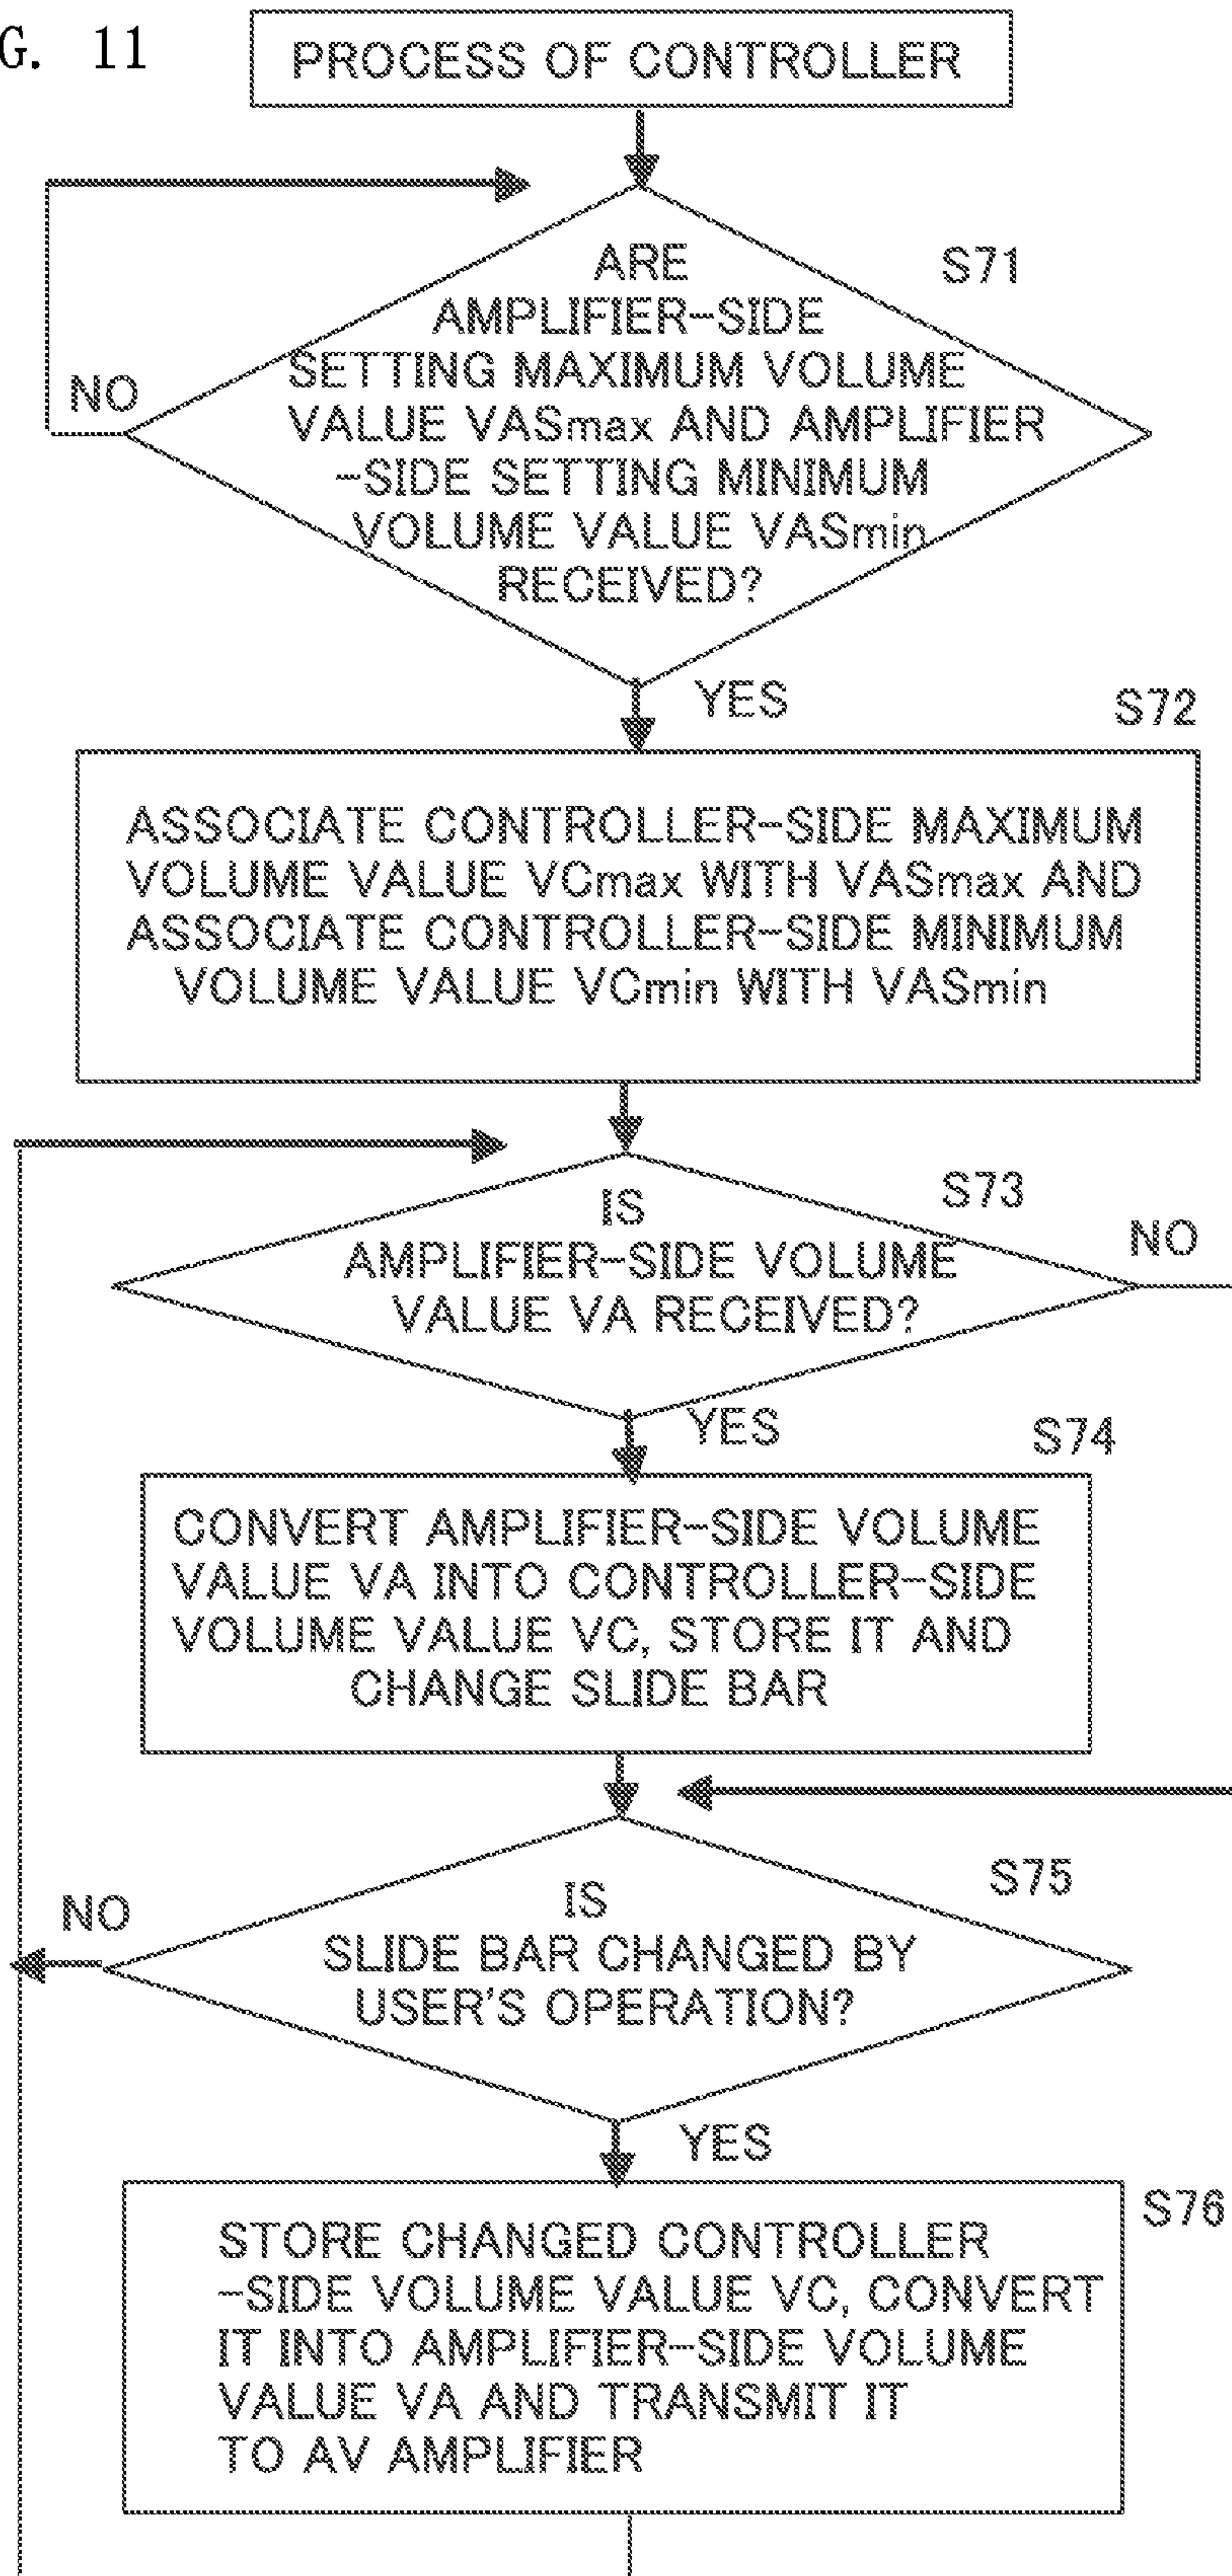 G. 11
PROCESS OF CONTROLLER
S71
ARE
AMPLIFIER-SIDE
SETTING MAXIMUM VOLUME
VALUE VASmax AND AMPLIFIER
-SIDE SETTING MINIMUM
VOLUME VALUE VASmin
RECEIVED?
NO
YES
S72
ASSOCIATE CONTROLLER-SIDE MAXIMUM
VOLUME VALUE VCmax WITH VASmax AND
ASSOCIATE CONTROLLER-SIDE MINIMUM
VOLUME VALUE VCmin WITH VASmin
S73
IS
AMPLIFIER-SIDE VOLUME
VALUE VA RECEIVED?
NO
YES
S74
CONVERT AMPLIFIER-SIDE VOLUME
VALUE VA INTO CONTROLLER-SIDE
VOLUME VALUE VC, STORE IT AND
CHANGE SLIDE BAR
S75
IS
SLIDE BAR CHANGED BY
USER'S OPERATION?
NO
YES
S76
STORE CHANGED CONTROLLER
-SIDE VOLUME VALUE VC, CONVERT
IT INTO AMPLIFIER-SIDE VOLUME
VALUE VA AND TRANSMIT IT
TO AV AMPLIFIER